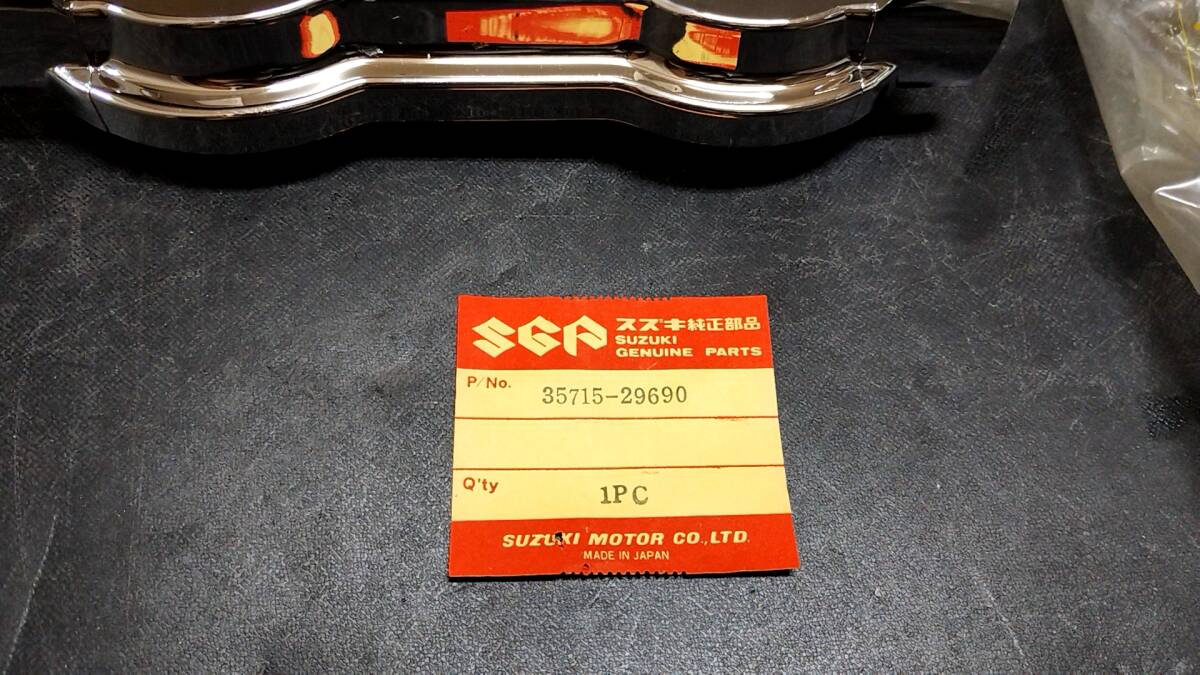 SGP スズキ純正部品
SUZUKI
GENUINE PARTS
P/No. 35715-29690
Q'ty 1PC
SUZUKI MOTOR CO.,LTD.
MADE IN JAPAN